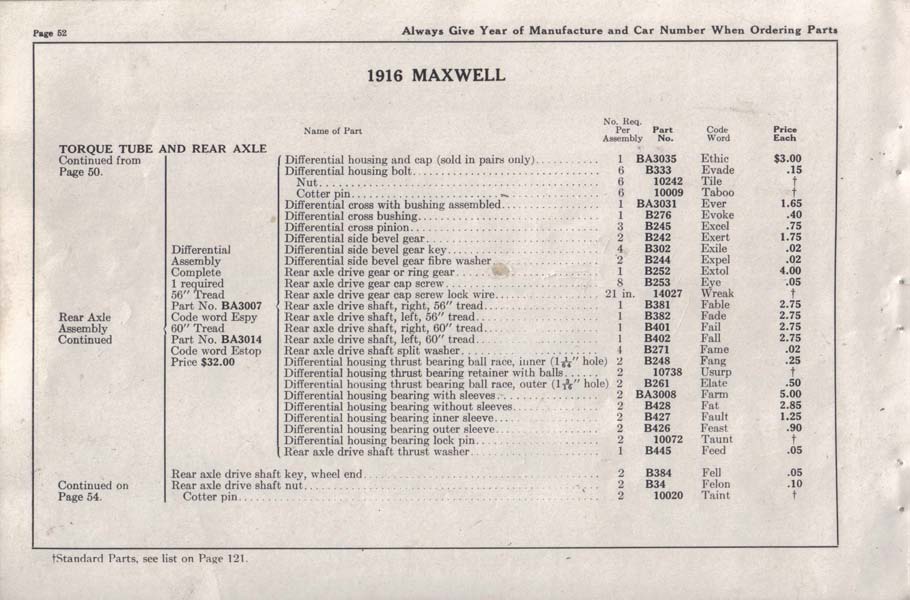 Page 52
Always Give Year of Manufacture and Car Number When Ordering Parts
1916 MAXWELL
Name of Part No. Req. Per Assembly Part No. Code Word Price Each
TORQUE TUBE AND REAR AXLE
Continued from Page 50.
Rear Axle Assembly Continued
Differential Assembly Complete 1 required
56″ Tread
Part No. BA3007
Code word Espy
60″ Tread
Part No. BA3014
Code word Estop
Price $32.00
Differential housing and cap (sold in pairs only) 1 BA3035 Ethic $3.00
Differential housing bolt 6 B333 Evade .15
Nut 6 10242 Tile †
Cotter pin 6 10009 Taboo †
Differential cross with bushing assembled 1 BA3031 Ever 1.65
Differential cross bushing 1 B276 Evoke .40
Differential cross pinion 3 B245 Excel .75
Differential side bevel gear 2 B242 Exert 1.75
Differential side bevel gear key 4 B302 Exile .02
Differential side bevel gear fibre washer 2 B244 Expel .02
Rear axle drive gear or ring gear 1 B252 Extol 4.00
Rear axle drive gear cap screw 8 B253 Eye .05
Rear axle drive gear cap screw lock wire 21 in. 14027 Wreak †
Rear axle drive shaft, right, 56″ tread 1 B381 Fable 2.75
Rear axle drive shaft, left, 56″ tread 1 B382 Fade 2.75
Rear axle drive shaft, right, 60″ tread 1 B401 Fail 2.75
Rear axle drive shaft, left, 60″ tread 1 B402 Fall 2.75
Rear axle drive shaft split washer 4 B271 Fame .02
Differential housing thrust bearing ball race, inner (1 1/64″ hole) 2 B248 Fang .25
Differential housing thrust bearing retainer with balls 2 10738 Usurp †
Differential housing thrust bearing ball race, outer (1 9/16″ hole) 2 B261 Elate .50
Differential housing bearing with sleeves 2 BA3008 Farm 5.00
Differential housing bearing without sleeves 2 B428 Fat 2.85
Differential housing bearing inner sleeve 2 B427 Fault 1.25
Differential housing bearing outer sleeve 2 B426 Feast .90
Differential housing bearing lock pin 2 10072 Taunt †
Rear axle drive shaft thrust washer 1 B445 Feed .05
Rear axle drive shaft key, wheel end 2 B384 Fell .05
Rear axle drive shaft nut 2 B34 Felon .10
Cotter pin 2 10020 Taint †
Continued on Page 54.
†Standard Parts, see list on Page 121.